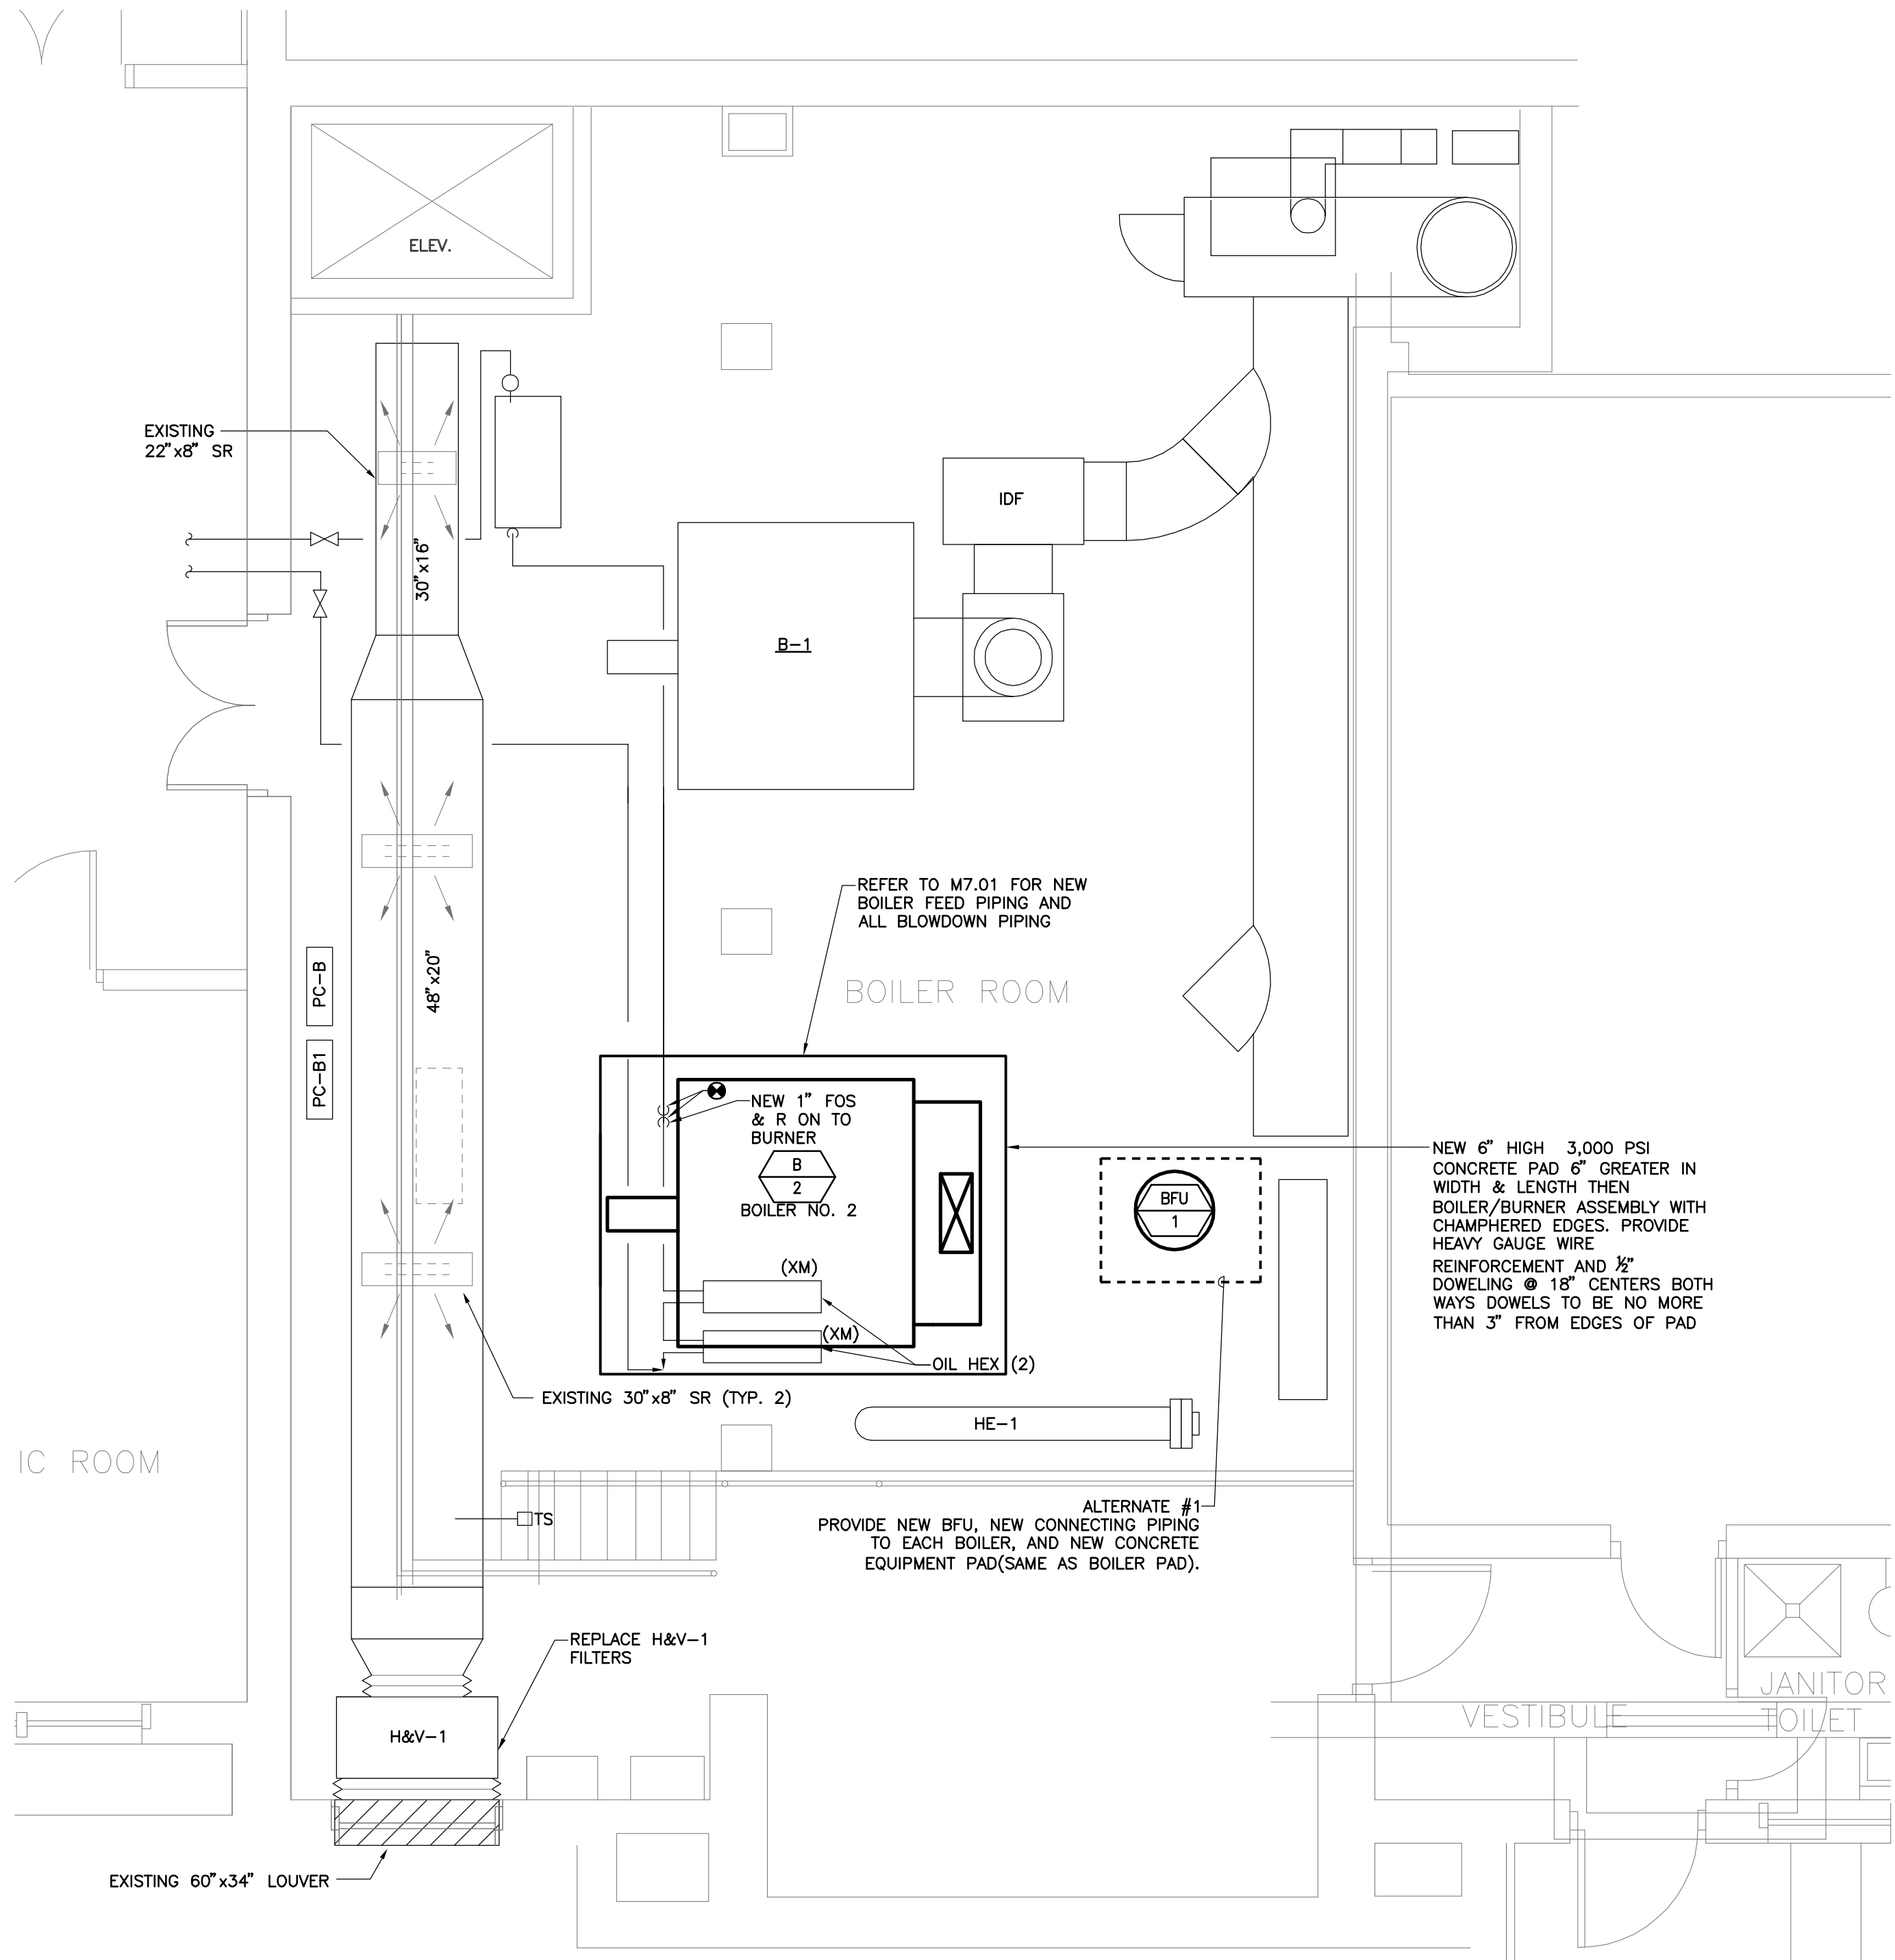 ELEV.
EXISTING
22"x8" SR
30"x16"
IDF
B-1
REFER TO M7.01 FOR NEW
BOILER FEED PIPING AND
ALL BLOWDOWN PIPING
PC-B
48"x20"
BOILER ROOM
PC-B1
NEW 1" FOS
& R ON TO
BURNER
B
2
BOILER NO. 2
BFU
1
NEW 6" HIGH 3,000 PSI
CONCRETE PAD 6" GREATER IN
WIDTH & LENGTH THEN
BOILER/BURNER ASSEMBLY WITH
CHAMPHERED EDGES. PROVIDE
HEAVY GAUGE WIRE
REINFORCEMENT AND ½"
DOWELING @ 18" CENTERS BOTH
WAYS DOWELS TO BE NO MORE
THAN 3" FROM EDGES OF PAD
(XM)
(XM)
OIL HEX (2)
EXISTING 30"x8" SR (TYP. 2)
HE-1
IC ROOM
TS
ALTERNATE #1
PROVIDE NEW BFU, NEW CONNECTING PIPING
TO EACH BOILER, AND NEW CONCRETE
EQUIPMENT PAD(SAME AS BOILER PAD).
REPLACE H&V-1
FILTERS
H&V-1
VESTIBULE
JANITOR
TOILET
EXISTING 60"x34" LOUVER